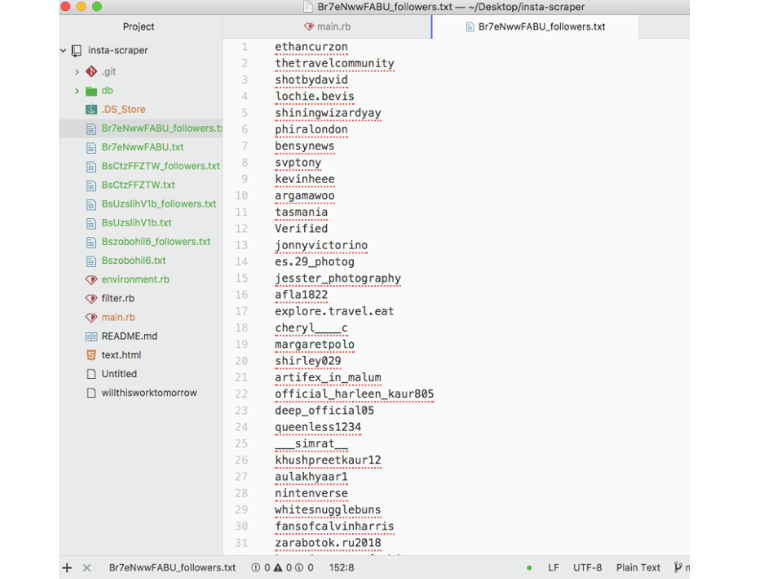 Br7eNwwFABU_followers.txt — ~/Desktop/insta-scraper
Project
main.rb
Br7eNwwFABU_followers.txt
insta-scraper
.git
db
.DS_Store
Br7eNwwFABU_followers.tx
Br7eNwwFABU.txt
BsCtzFFZTW_followers.txt
BsCtzFFZTW.txt
BsUzslihV1b_followers.txt
BsUzslihV1b.txt
Bszobohil6_followers.txt
Bszobohil6.txt
environment.rb
filter.rb
main.rb
README.md
text.html
Untitled
willthisworktomorrow
1 ethancurzon
2 thetravelcommunity
3 shotbydavid
4 lochie.bevis
5 shiningwizardyay
6 phiralondon
7 bensynews
8 svptony
9 kevinheee
10 argamawoo
11 tasmania
12 Verified
13 jonnyvictorino
14 es.29_photog
15 jesster_photography
16 afla1822
17 explore.travel.eat
18 cheryl____c
19 margaretpolo
20 shirley029
21 artifex_in_malum
22 official_harleen_kaur805
23 deep_official05
24 queenless1234
25 ___simrat__
26 khushpreetkaur12
27 aulakhyaar1
28 nintenverse
29 whitesnugglebuns
30 fansofcalvinharris
31 zarabotok.ru2018
Br7eNwwFABU_followers.txt 0 0 0 152:8 LF UTF-8 Plain Text